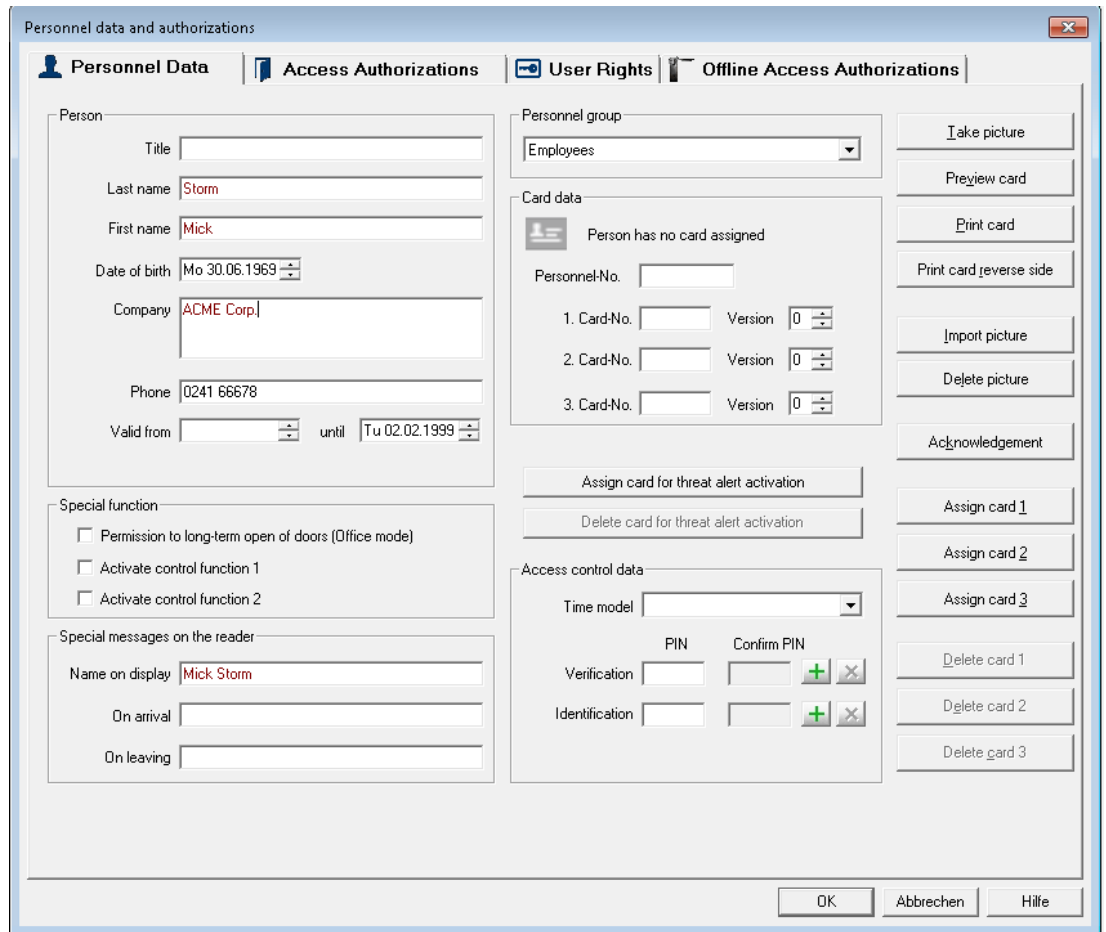 Personnel data and authorizations
Personnel Data
Access Authorizations
User Rights
Offline Access Authorizations
Person
Title
Last name Storm
First name Mick
Date of birth Mo 30.06.1969
Company ACME Corp.
Phone 0241 66678
Valid from until Tu 02.02.1999
Special function
Permission to long-term open of doors (Office mode)
Activate control function 1
Activate control function 2
Special messages on the reader
Name on display Mick Storm
On arrival
On leaving
Personnel group
Employees
Card data
Person has no card assigned
Personnel-No.
1. Card-No. Version 0
2. Card-No. Version 0
3. Card-No. Version 0
Assign card for threat alert activation
Delete card for threat alert activation
Access control data
Time model
PIN Confirm PIN
Verification
Identification
Take picture
Preview card
Print card
Print card reverse side
Import picture
Delete picture
Acknowledgement
Assign card 1
Assign card 2
Assign card 3
Delete card 1
Delete card 2
Delete card 3
OK
Abbrechen
Hilfe